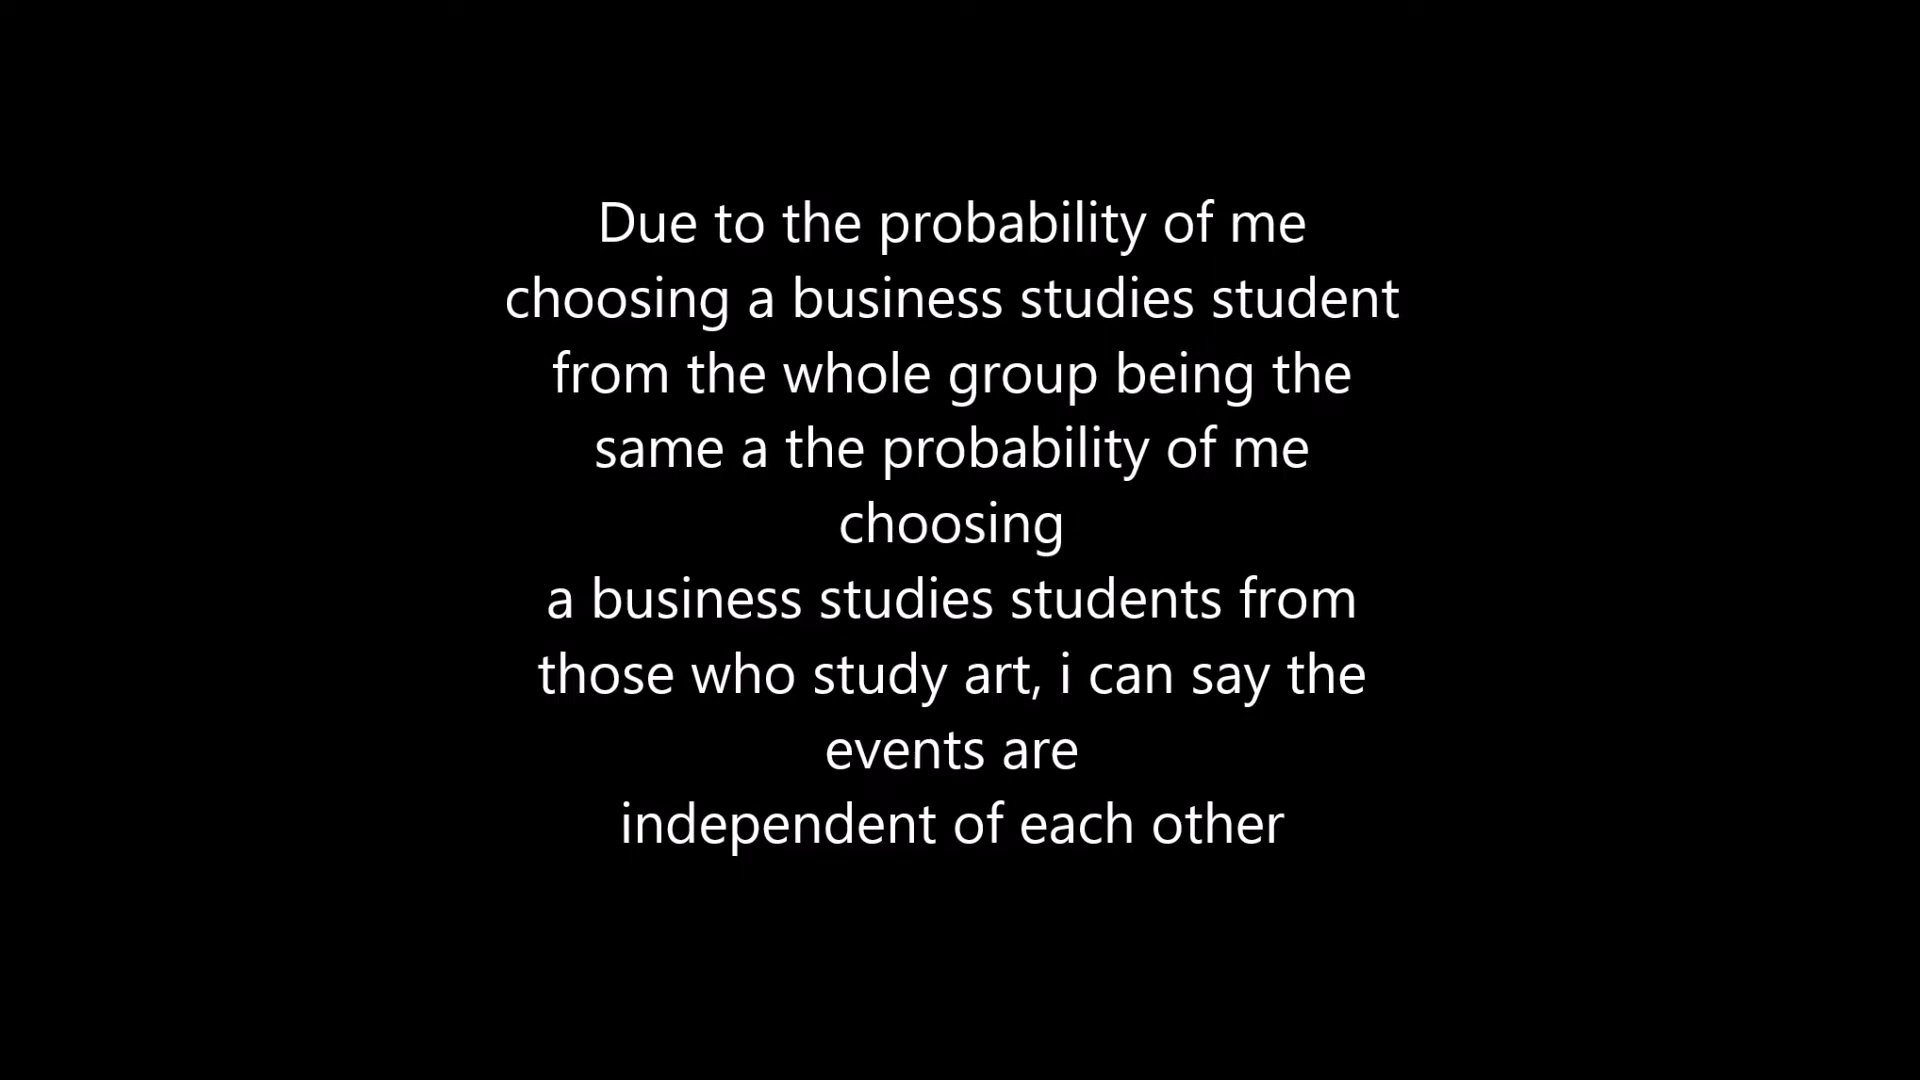 Due to the probability of me
choosing a business studies student
from the whole group being the
same a the probability of me
choosing
a business studies students from
those who study art, i can say the
events are
independent of each other